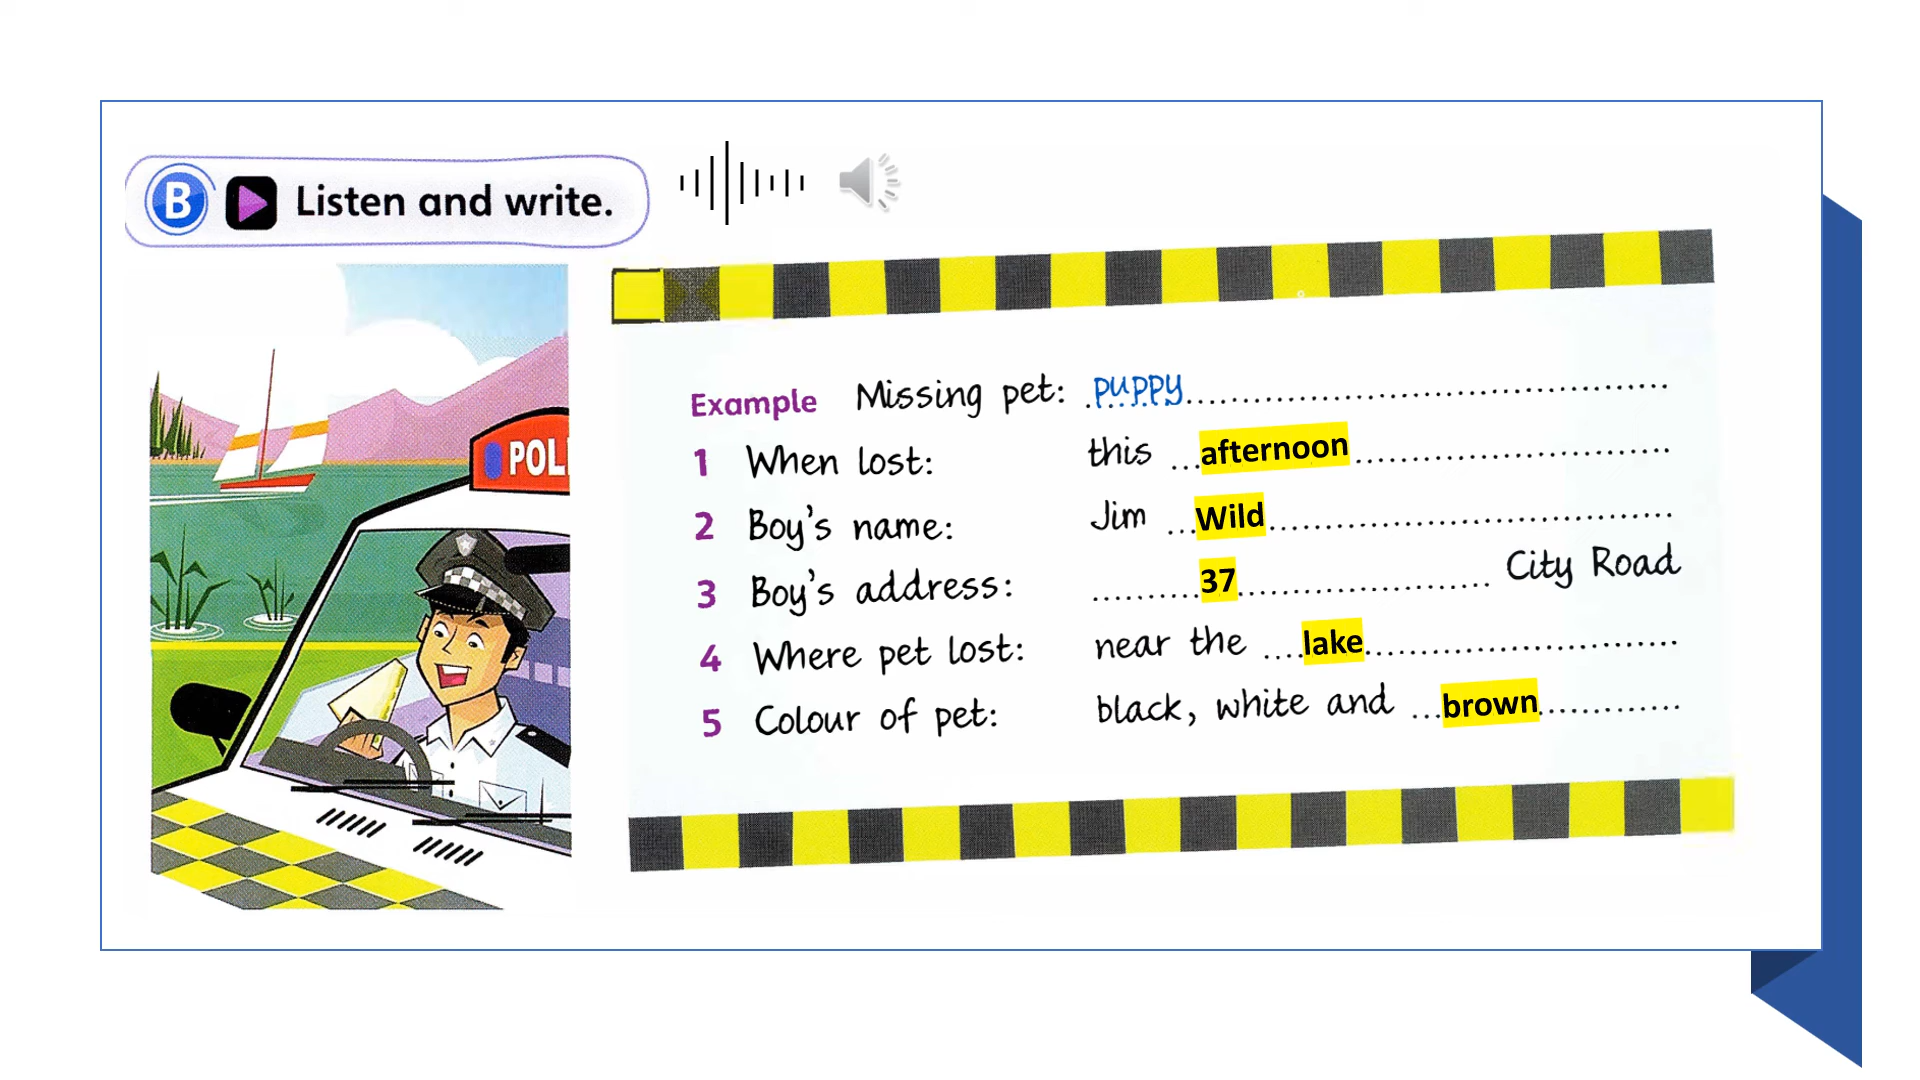 B Listen and write.
POL
Example Missing pet: puppy
1 When lost: this afternoon
2 Boy's name: Jim Wild
3 Boy's address: 37 City Road
4 Where pet lost: near the lake
5 Colour of pet: black, white and brown